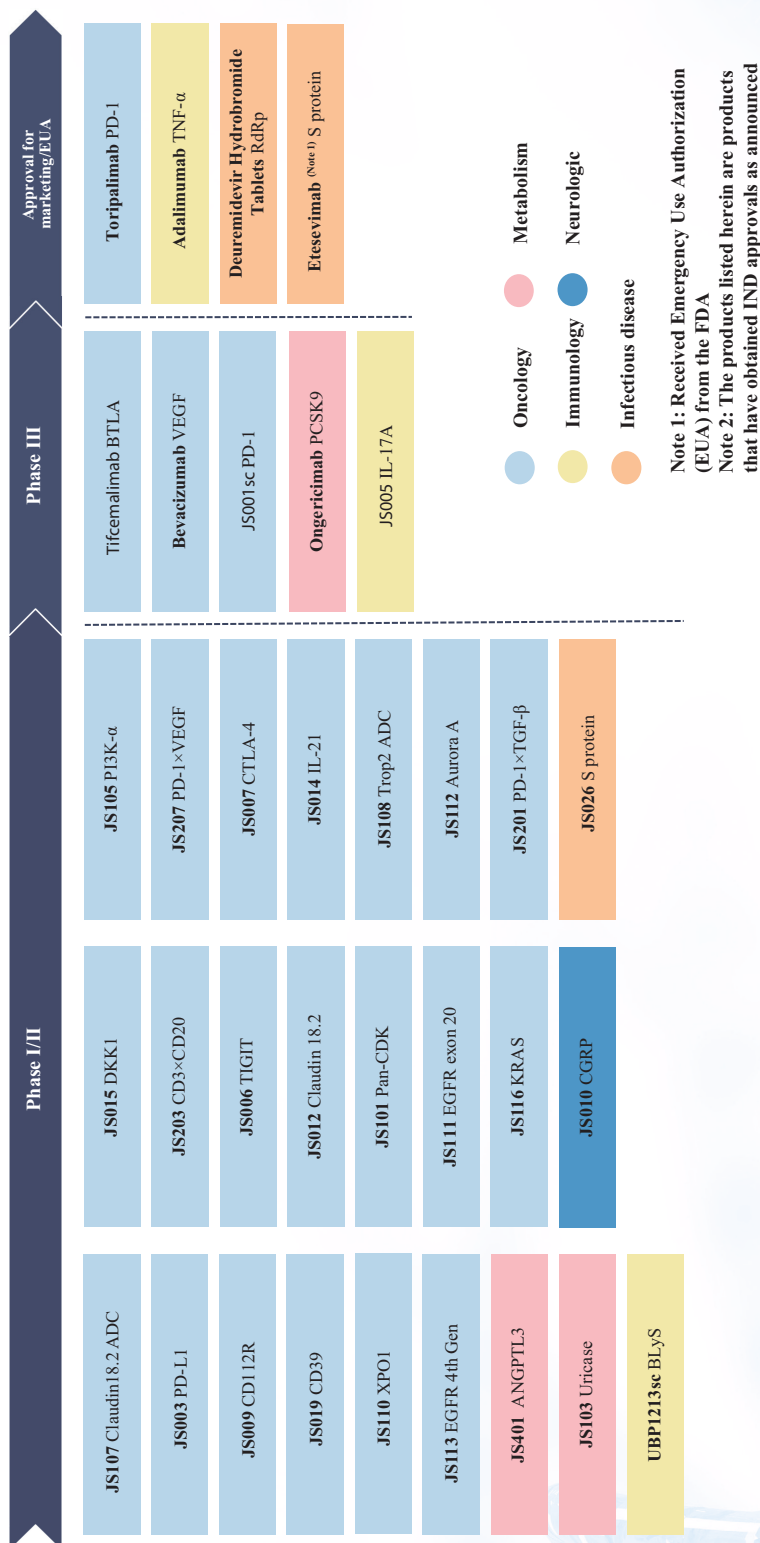 Phase I/II
Phase III
Approval for
marketing/EUA
JS107 Claudin18.2 ADC
JS003 PD-L1
JS009 CD112R
JS019 CD39
JS110 XPO1
JS113 EGFR 4th Gen
JS401 ANGPTL3
JS103 Uricase
UBP1213sc BLyS
JS015 DKK1
JS203 CD3×CD20
JS006 TIGIT
JS012 Claudin 18.2
JS101 Pan-CDK
JS111 EGFR exon 20
JS116 KRAS
JS010 CGRP
JS105 PI3K-α
JS207 PD-1×VEGF
JS007 CTLA-4
JS014 IL-21
JS108 Trop2 ADC
JS112 Aurora A
JS201 PD-1×TGF-β
JS026 S protein
Tifcemalimab BTLA
Bevacizumab VEGF
JS001sc PD-1
Ongericimab PCSK9
JS005 IL-17A
Toripalimab PD-1
Adalimumab TNF-α
Deuremidevir Hydrobromide
Tablets RdRp
Etesevimab (Note 1) S protein
Oncology
Metabolism
Immunology
Neurologic
Infectious disease
Note 1: Received Emergency Use Authorization
(EUA) from the FDA
Note 2: The products listed herein are products
that have obtained IND approvals as announced